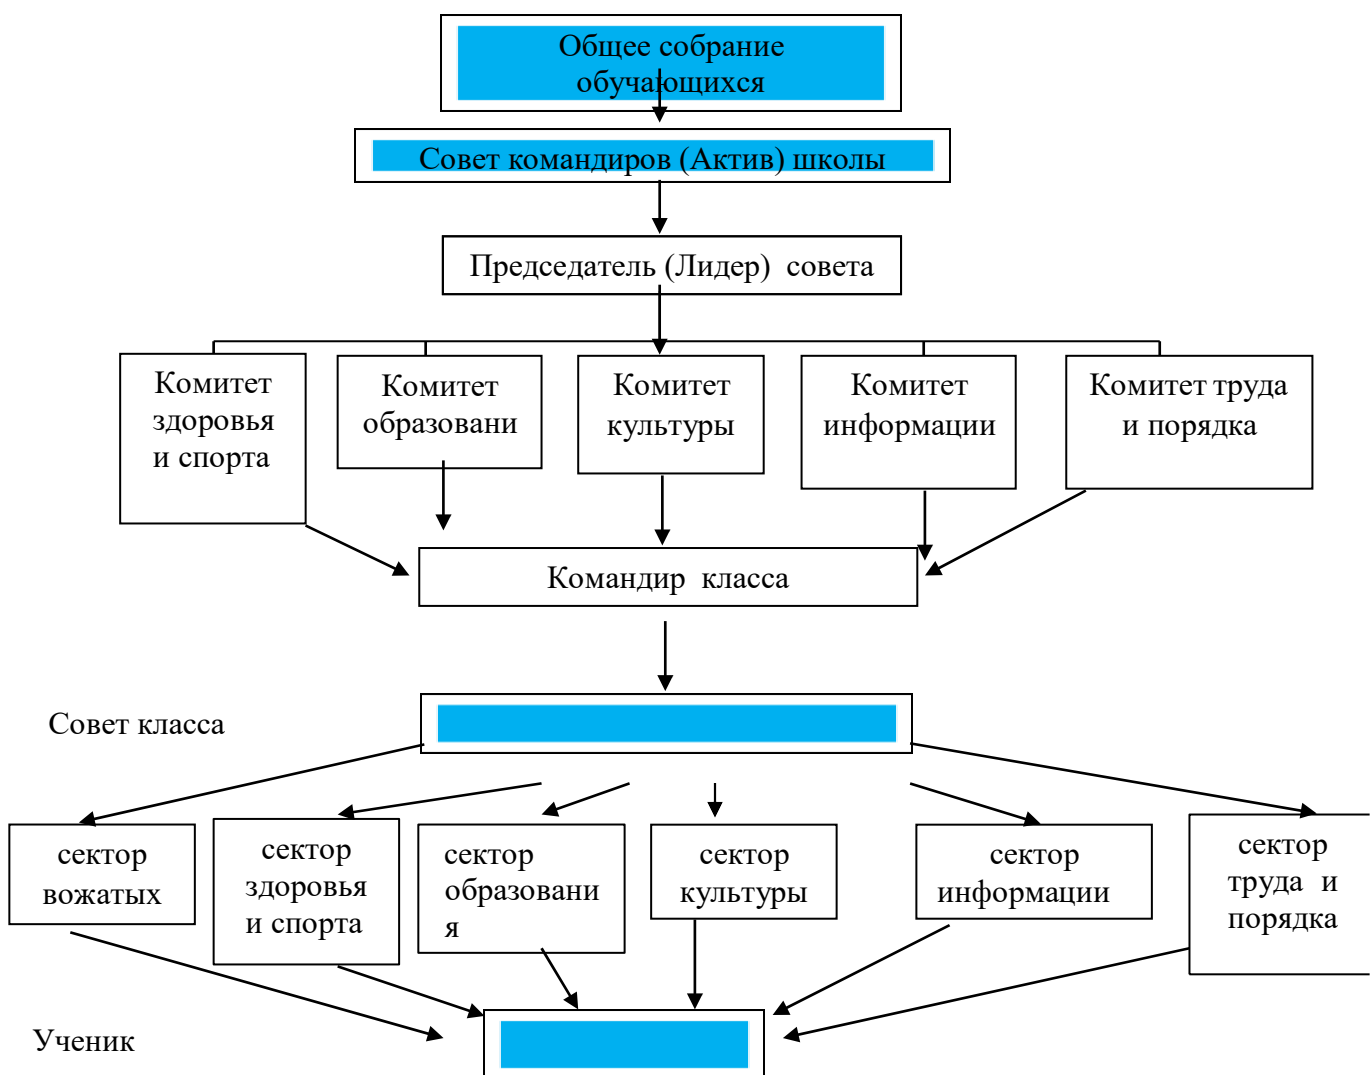 Общее собрание
обучающихся
Совет командиров (Актив) школы
Председатель (Лидер) совета
Комитет
здоровья
и спорта
Комитет
образовани
Комитет
культуры
Комитет
информации
Комитет труда
и порядка
Командир класса
Совет класса
сектор
вожатых
сектор
здоровья
и спорта
сектор
образовани
я
сектор
культуры
сектор
информации
сектор
труда и
порядка
Ученик